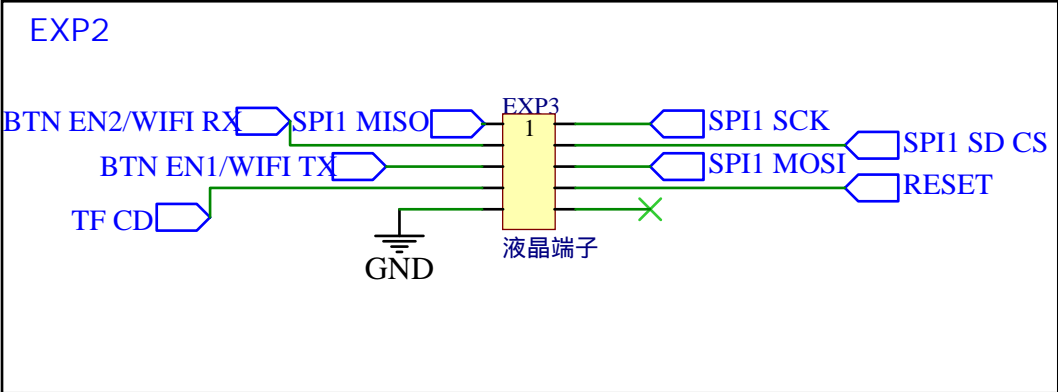 EXP2
EXP3
1
BTN EN2/WIFI RX
SPI1 MISO
SPI1 SCK
SPI1 SD CS
BTN EN1/WIFI TX
SPI1 MOSI
RESET
TF CD
液晶端子
GND